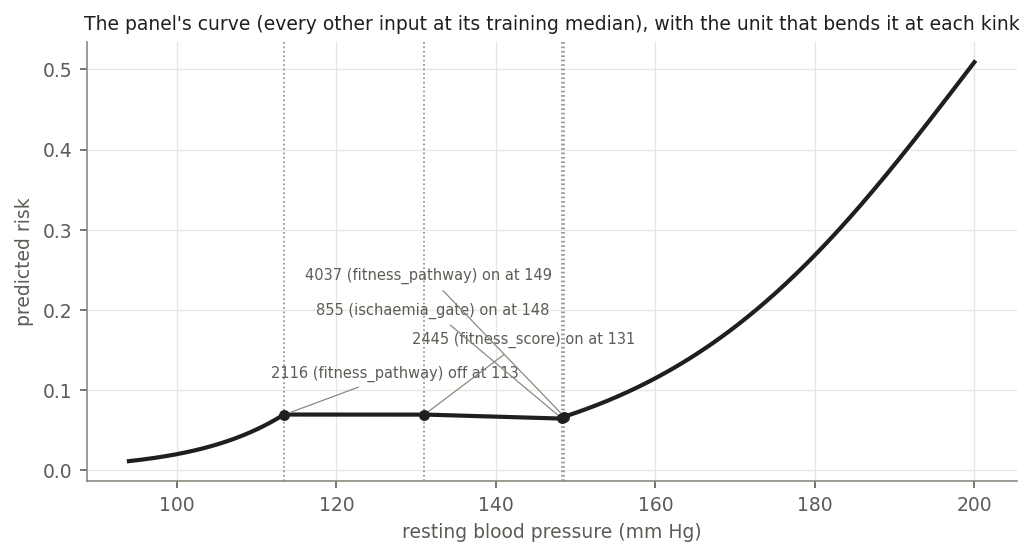 The panel's curve (every other input at its training median), with the unit that bends it at each kink
0.5
0.4
0.3
0.2
0.1
0.0
predicted risk
4037 (fitness_pathway) on at 149
855 (ischaemia_gate) on at 148
2445 (fitness_score) on at 131
2116 (fitness_pathway) off at 113
100
120
140
160
180
200
resting blood pressure (mm Hg)